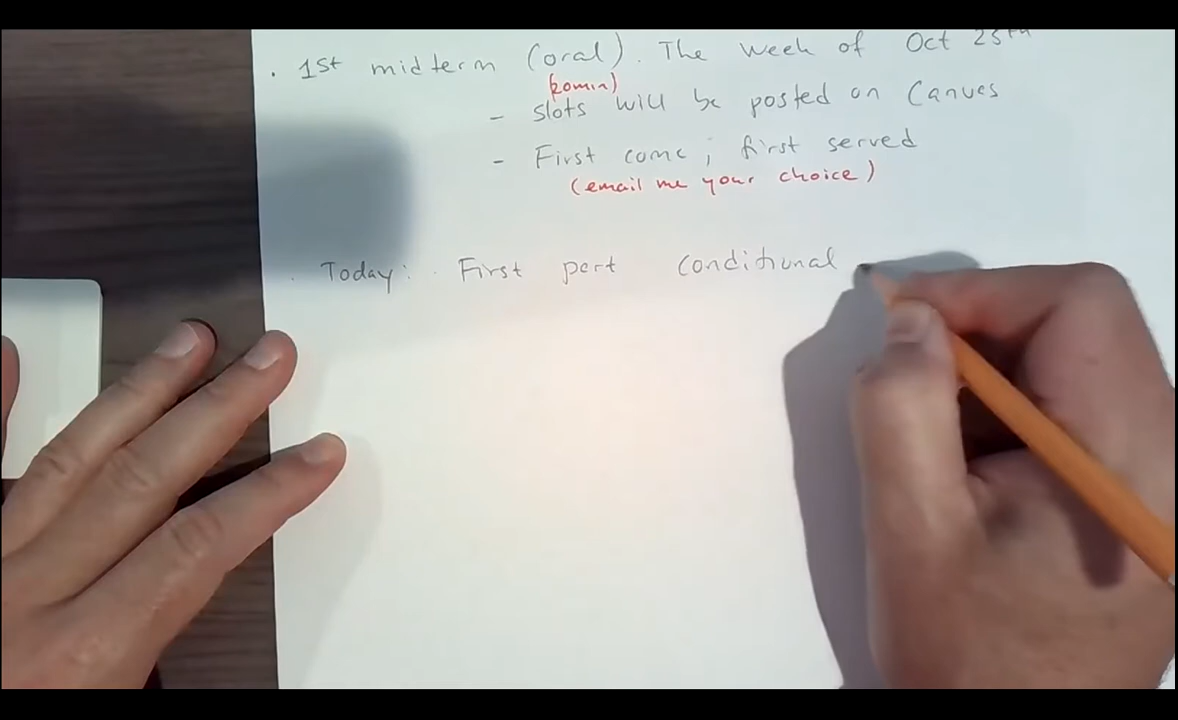 . 1st midterm (oral). The week of Oct 23rd
(20min)
- slots will be posted on Canvas
- First come, first served
(email me your choice)
. Today: . First part conditional